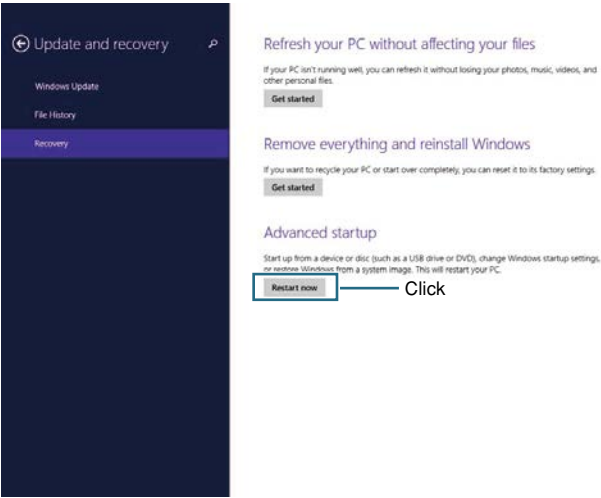 Update and recovery
Windows Update
File History
Recovery
Refresh your PC without affecting your files
If your PC isn't running well, you can refresh it without losing your photos, music, videos, and
other personal files.
Get started
Remove everything and reinstall Windows
If you want to recycle your PC or start over completely, you can reset it to its factory settings.
Get started
Advanced startup
Start up from a device or disc (such as a USB drive or DVD), change Windows startup settings,
or restore Windows from a system image. This will restart your PC.
Restart now
Click